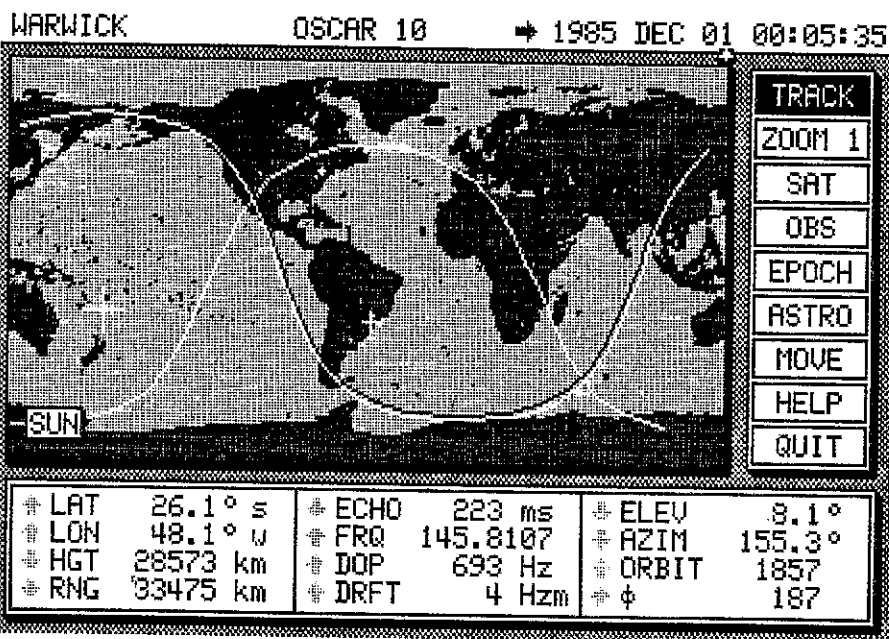 WARWICK OSCAR 10 → 1985 DEC 01 00:05:35
TRACK
ZOOM 1
SAT
OBS
EPOCH
ASTRO
MOVE
HELP
QUIT
SUN
LAT 26.1° S
LON 48.1° W
HGT 28573 km
RNG 33475 km
ECHO 223 ms
FRQ 145.8107
DOP 693 Hz
DRFT 4 Hzm
ELEV 8.1°
AZIM 155.3°
ORBIT 1857
ϕ 187